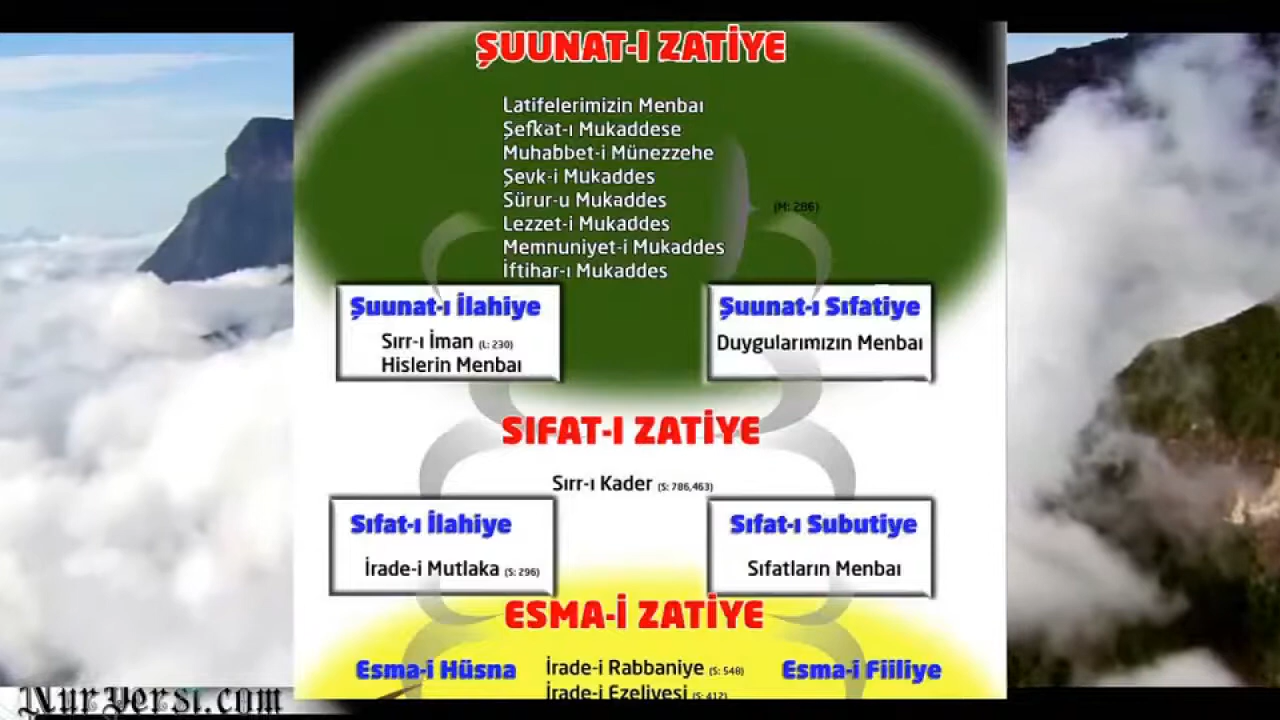 ŞUUNAT-I ZATİYE
Latifelerimizin Menbaı
Şefkat-ı Mukaddese
Muhabbet-i Münezzehe
Şevk-i Mukaddes
Sürur-u Mukaddes
(M: 286)
Lezzet-i Mukaddes
Memnuniyet-i Mukaddes
İftihar-ı Mukaddes
Şuunat-ı İlahiye
Sırr-ı İman (L: 230)
Hislerin Menbaı
Şuunat-ı Sıfatiye
Duygularımızın Menbaı
SIFAT-I ZATİYE
Sırr-ı Kader (S: 786,463)
Sıfat-ı İlahiye
İrade-i Mutlaka (S: 296)
Sıfat-ı Subutiye
Sıfatların Menbaı
ESMA-İ ZATİYE
Esma-i Hüsna
İrade-i Rabbaniye (S: 548)
İrade-i Ezeliyesi (S: 412)
Esma-i Fiiliye
NurDersi.com